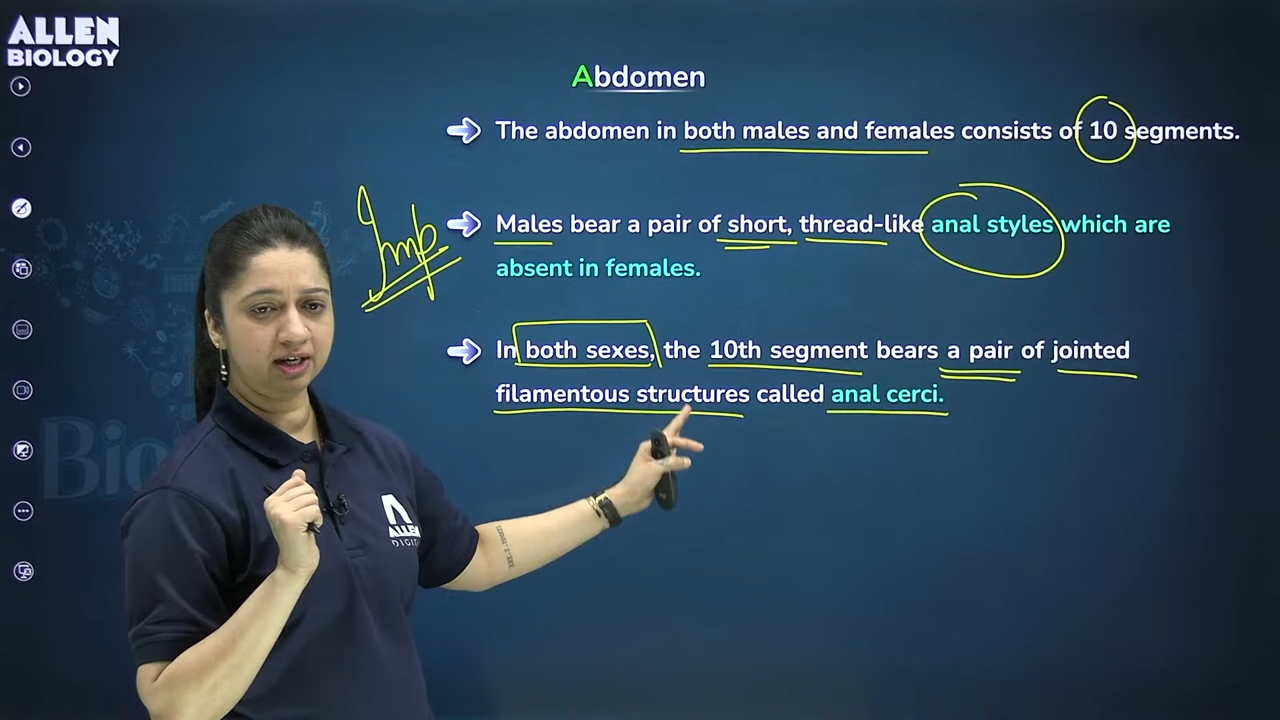 ALLEN
BIOLOGY
Abdomen
The abdomen in both males and females consists of 10 segments.
Imp
Males bear a pair of short, thread-like anal styles which are
absent in females.
In both sexes, the 10th segment bears a pair of jointed
filamentous structures called anal cerci.
Bio
ALLEN